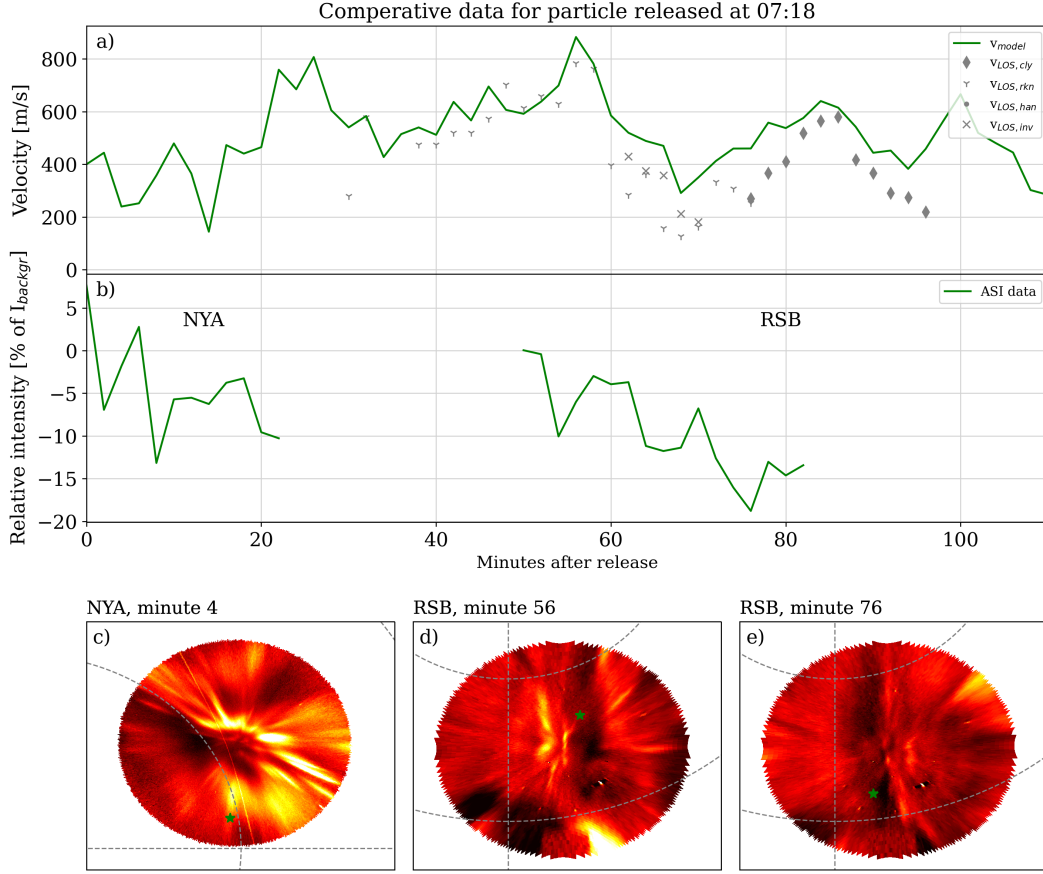 Comperative data for particle released at 07:18
a)
Velocity [m/s]
800
600
400
200
0
v_model
v_LOS,cly
v_LOS,rkn
v_LOS,han
v_LOS,inv
b)
Relative intensity [% of I_backgr]
5
0
−5
−10
−15
−20
NYA
RSB
ASI data
0 20 40 60 80 100
Minutes after release
NYA, minute 4
RSB, minute 56
RSB, minute 76
c)
d)
e)